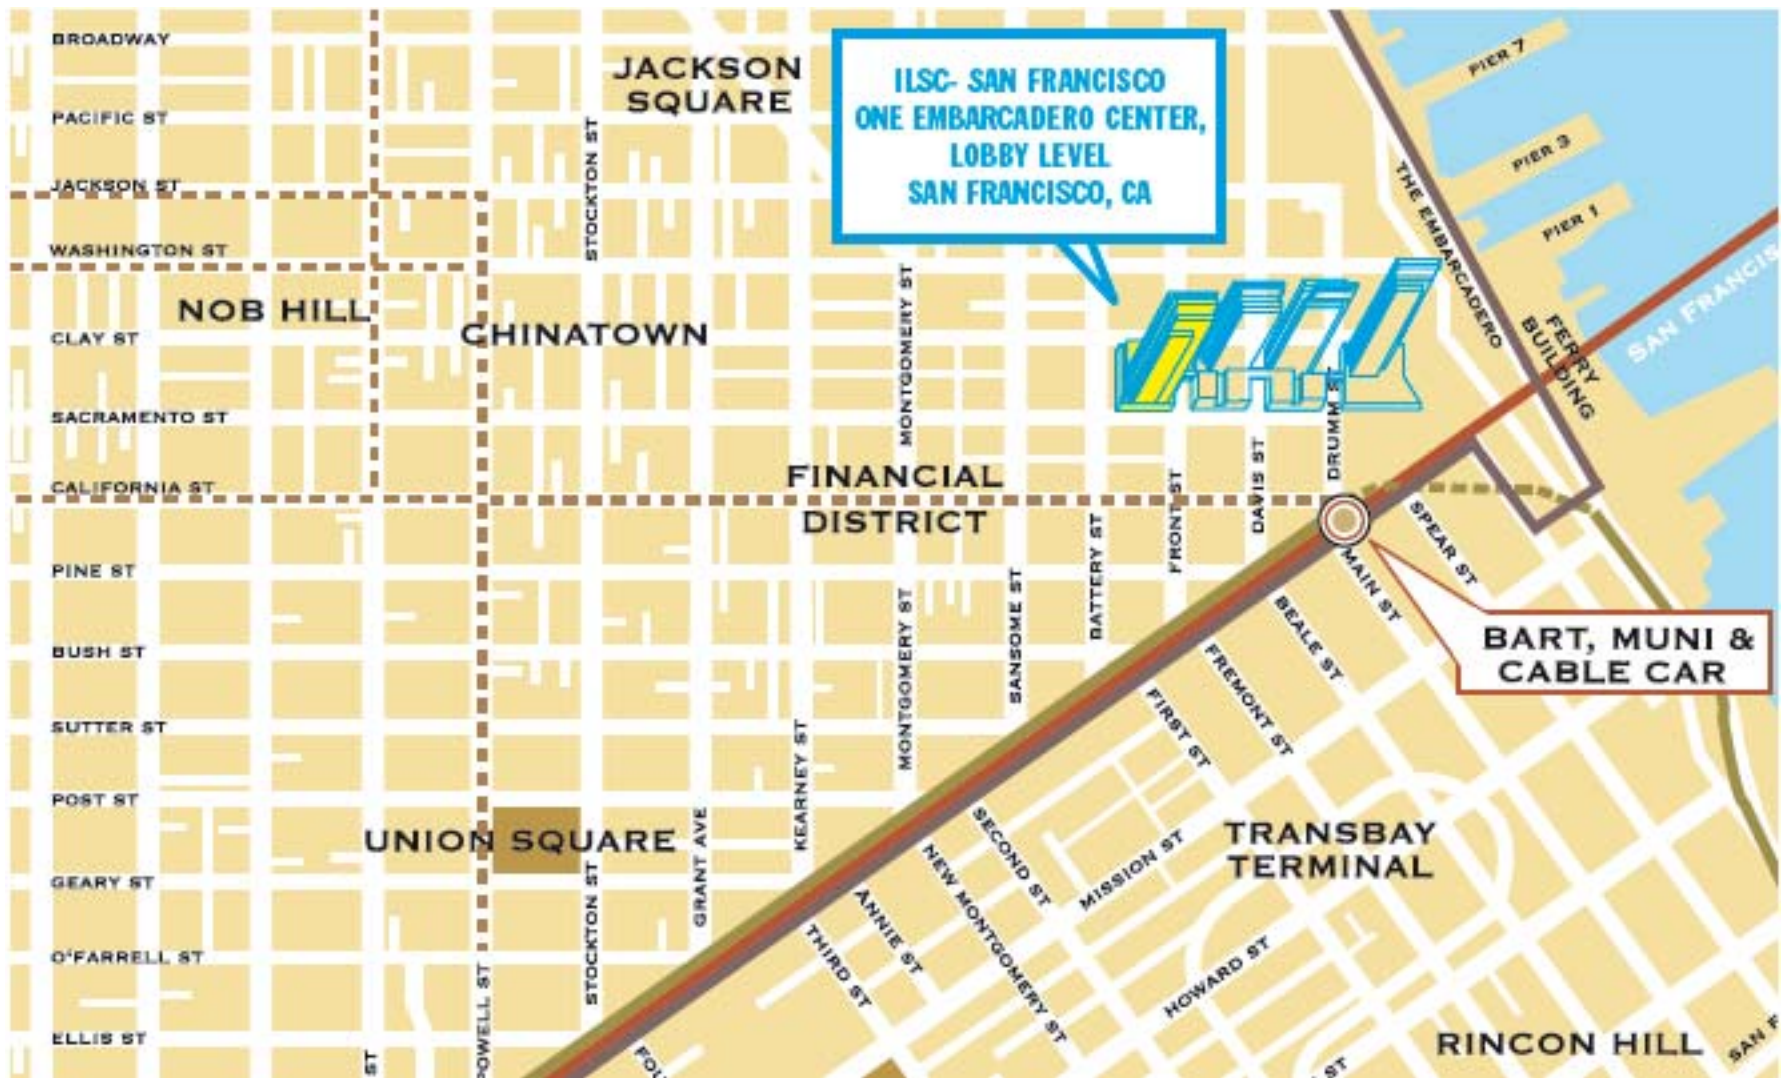 BROADWAY
PACIFIC ST
JACKSON ST
WASHINGTON ST
CLAY ST
SACRAMENTO ST
CALIFORNIA ST
PINE ST
BUSH ST
SUTTER ST
POST ST
GEARY ST
O'FARRELL ST
ELLIS ST
JACKSON
SQUARE
NOB HILL
CHINATOWN
FINANCIAL
DISTRICT
UNION SQUARE
ILSC- SAN FRANCISCO
ONE EMBARCADERO CENTER,
LOBBY LEVEL
SAN FRANCISCO, CA
PIER 7
PIER 3
PIER 1
THE EMBARCADERO
FERRY
BUILDING
SAN FRANCIS
STOCKTON ST
MONTGOMERY ST
DRUMM ST
DAVIS ST
FRONT ST
BATTERY ST
SANSOME ST
MONTGOMERY ST
KEARNEY ST
GRANT AVE
STOCKTON ST
POWELL ST
ST
SPEAR ST
MAIN ST
BEALE ST
FREMONT ST
FIRST ST
SECOND ST
NEW MONTGOMERY ST
ANNIE ST
THIRD ST
FOU
MISSION ST
HOWARD ST
ST
BART, MUNI &
CABLE CAR
TRANSBAY
TERMINAL
RINCON HILL
SAN F